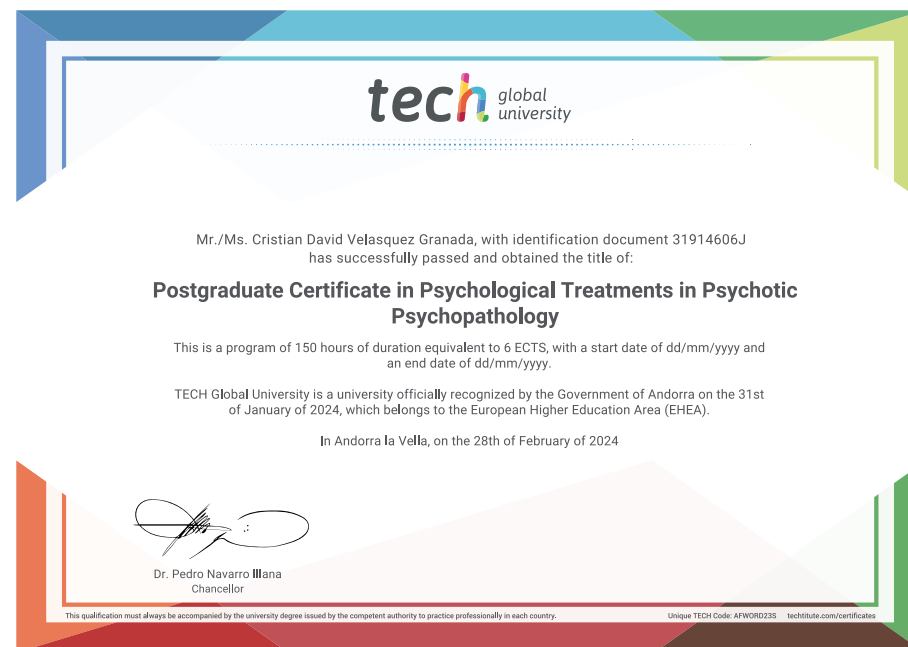 tech global
university
Mr./Ms. Cristian David Velasquez Granada, with identification document 31914606J
has successfully passed and obtained the title of:
Postgraduate Certificate in Psychological Treatments in Psychotic
Psychopathology
This is a program of 150 hours of duration equivalent to 6 ECTS, with a start date of dd/mm/yyyy and
an end date of dd/mm/yyyy.
TECH Global University is a university officially recognized by the Government of Andorra on the 31st
of January of 2024, which belongs to the European Higher Education Area (EHEA).
In Andorra la Vella, on the 28th of February of 2024
Dr. Pedro Navarro Illana
Chancellor
This qualification must always be accompanied by the university degree issued by the competent authority to practice professionally in each country.
Unique TECH Code: AFWORD23S techtitute.com/certificates